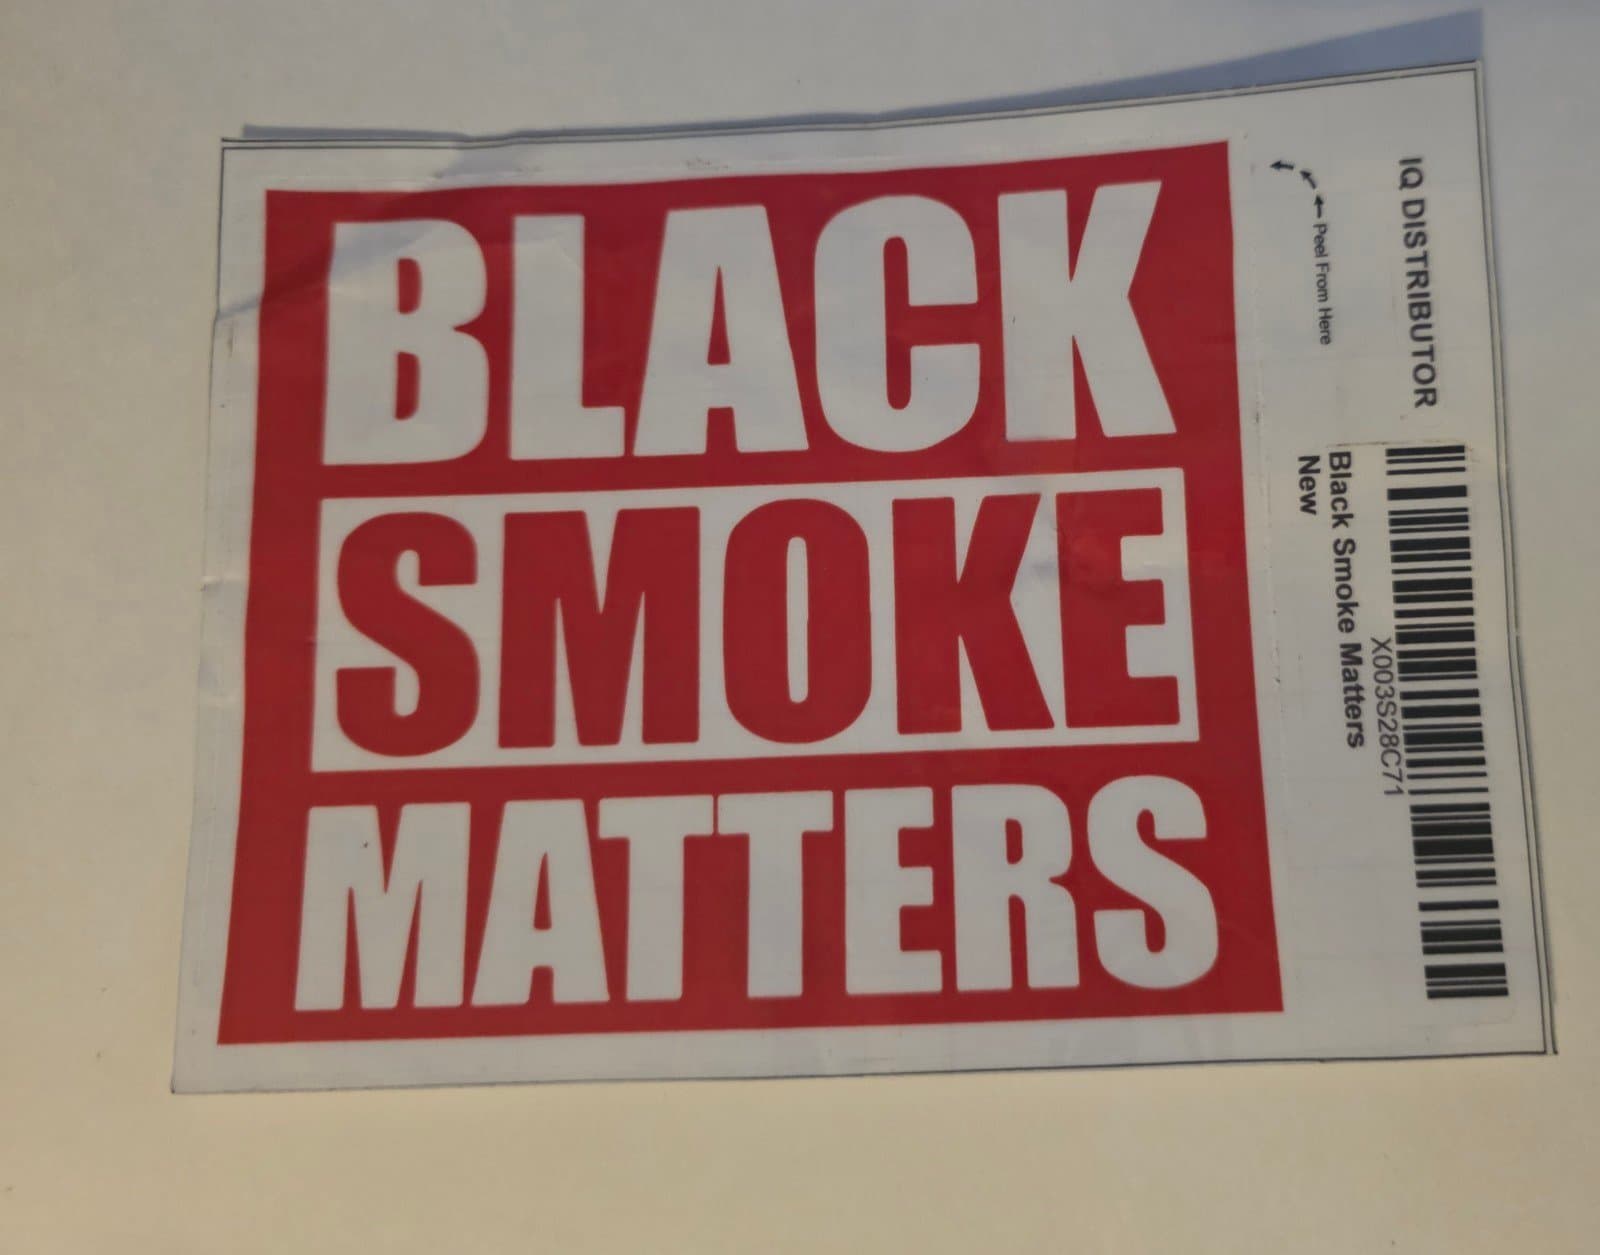 BLACK
SMOKE
MATTERS
Peel From Here
IQ DISTRIBUTOR
X003S28C71
Black Smoke Matters
New